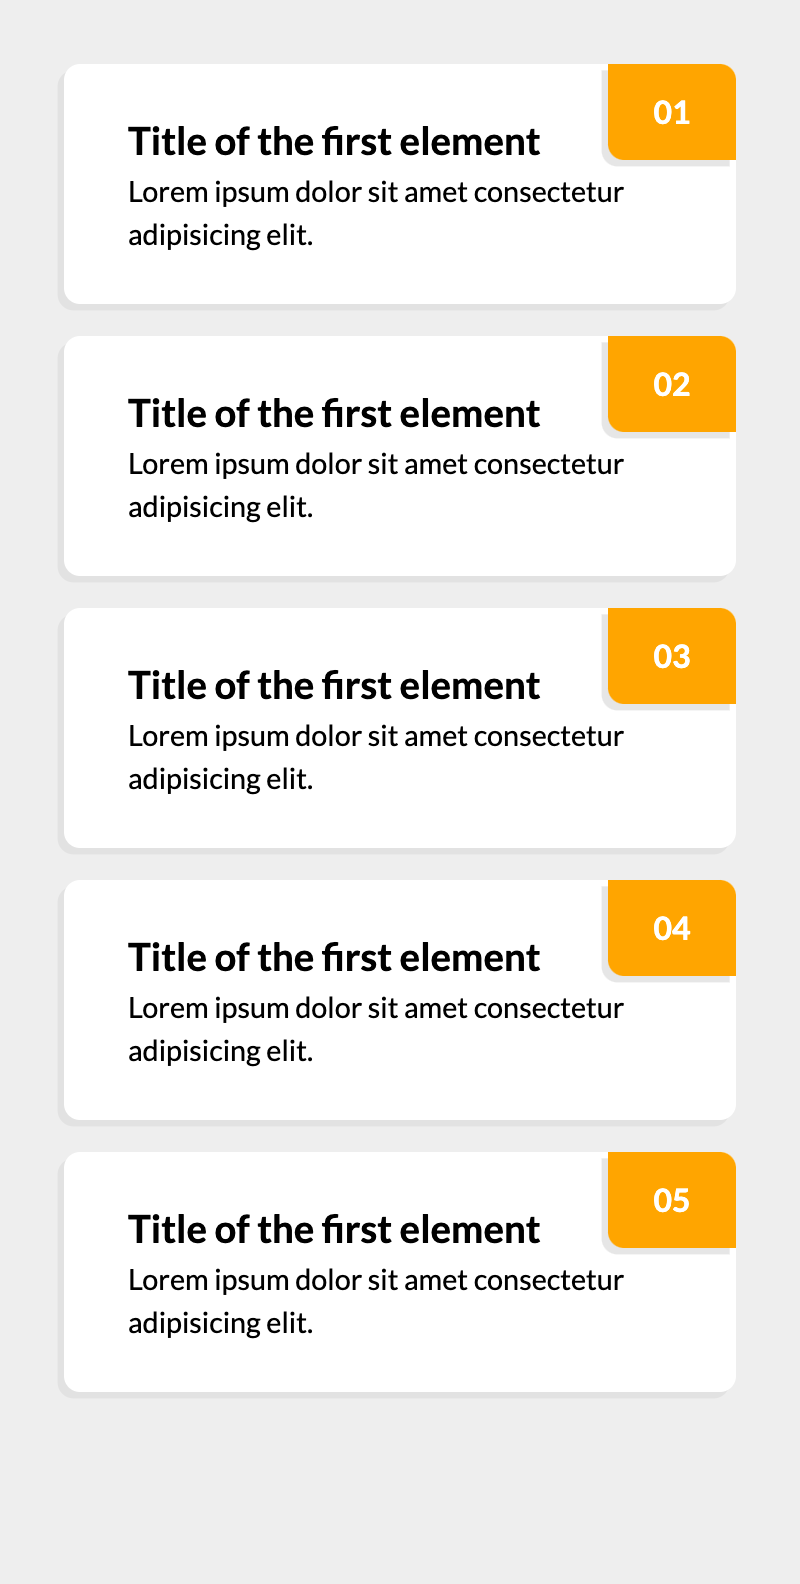 01
Title of the first element
Lorem ipsum dolor sit amet consectetur
adipisicing elit.
02
Title of the first element
Lorem ipsum dolor sit amet consectetur
adipisicing elit.
03
Title of the first element
Lorem ipsum dolor sit amet consectetur
adipisicing elit.
04
Title of the first element
Lorem ipsum dolor sit amet consectetur
adipisicing elit.
05
Title of the first element
Lorem ipsum dolor sit amet consectetur
adipisicing elit.